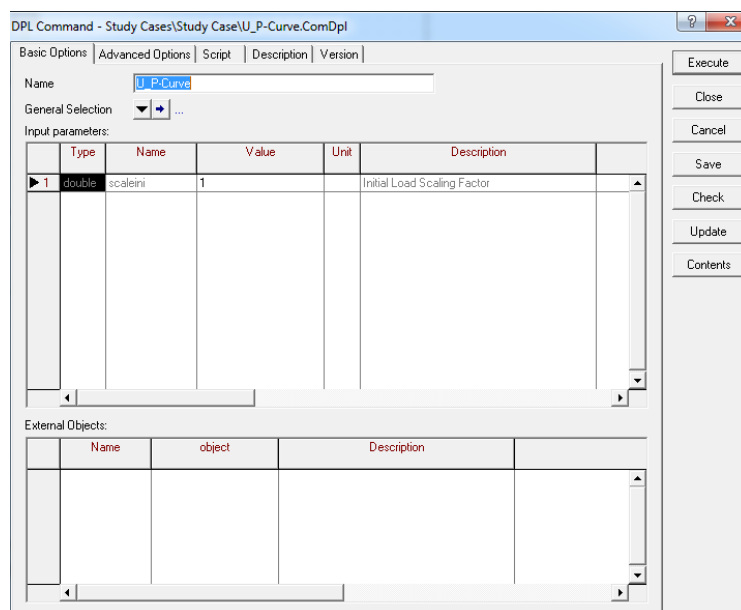 DPL Command - Study Cases\Study Case\U_P-Curve.ComDpl
Basic Options Advanced Options Script Description Version
Execute
Name U_P-Curve
Close
General Selection ...
Input parameters:
Cancel
Type Name Value Unit Description
Save
1 double scaleini 1 Initial Load Scaling Factor
Check
Update
Contents
External Objects:
Name object Description